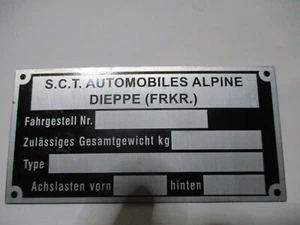 S.C.T. AUTOMOBILES ALPINE
DIEPPE (FRKR.)
Fahrgestell Nr.
Zulässiges Gesamtgewicht kg
Type
Achslasten vorn hinten